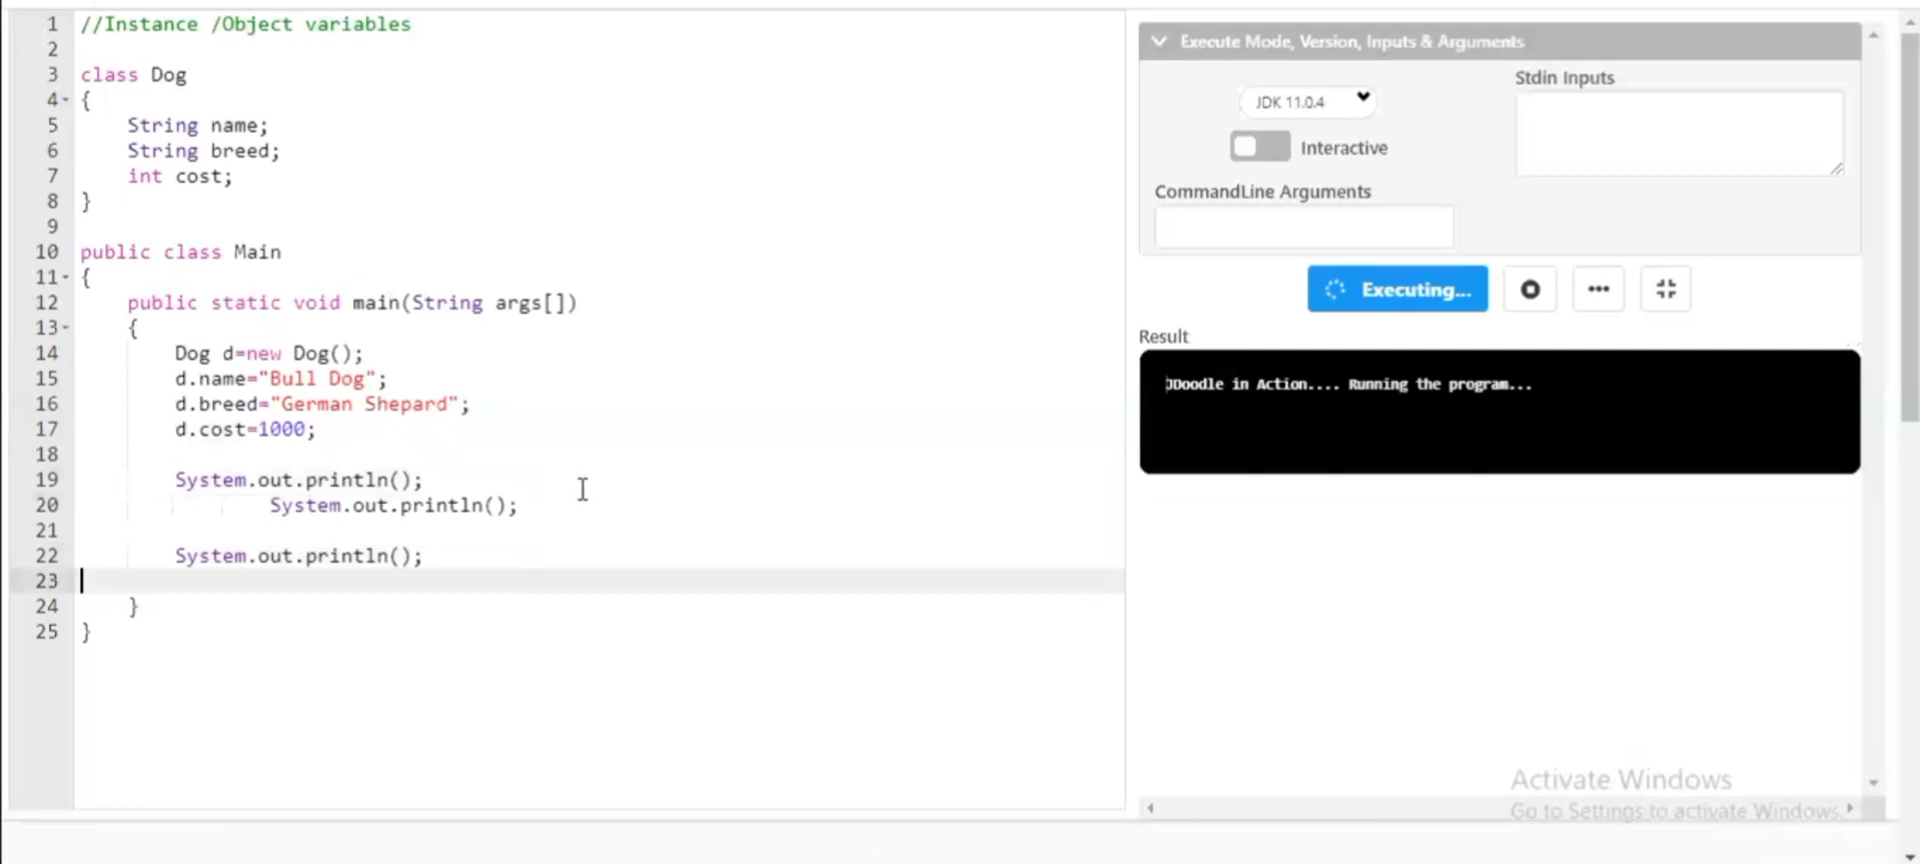 1 //Instance /Object variables
2
3 class Dog
4 {
5 String name;
6 String breed;
7 int cost;
8 }
9
10 public class Main
11 {
12 public static void main(String args[])
13 {
14 Dog d=new Dog();
15 d.name="Bull Dog";
16 d.breed="German Shepard";
17 d.cost=1000;
18
19 System.out.println();
20 System.out.println();
21
22 System.out.println();
23
24 }
25 }
Execute Mode, Version, Inputs & Arguments
JDK 11.0.4
Stdin Inputs
Interactive
CommandLine Arguments
Executing...
Result
JDoodle in Action.... Running the program...
Activate Windows
Go to Settings to activate Windows.